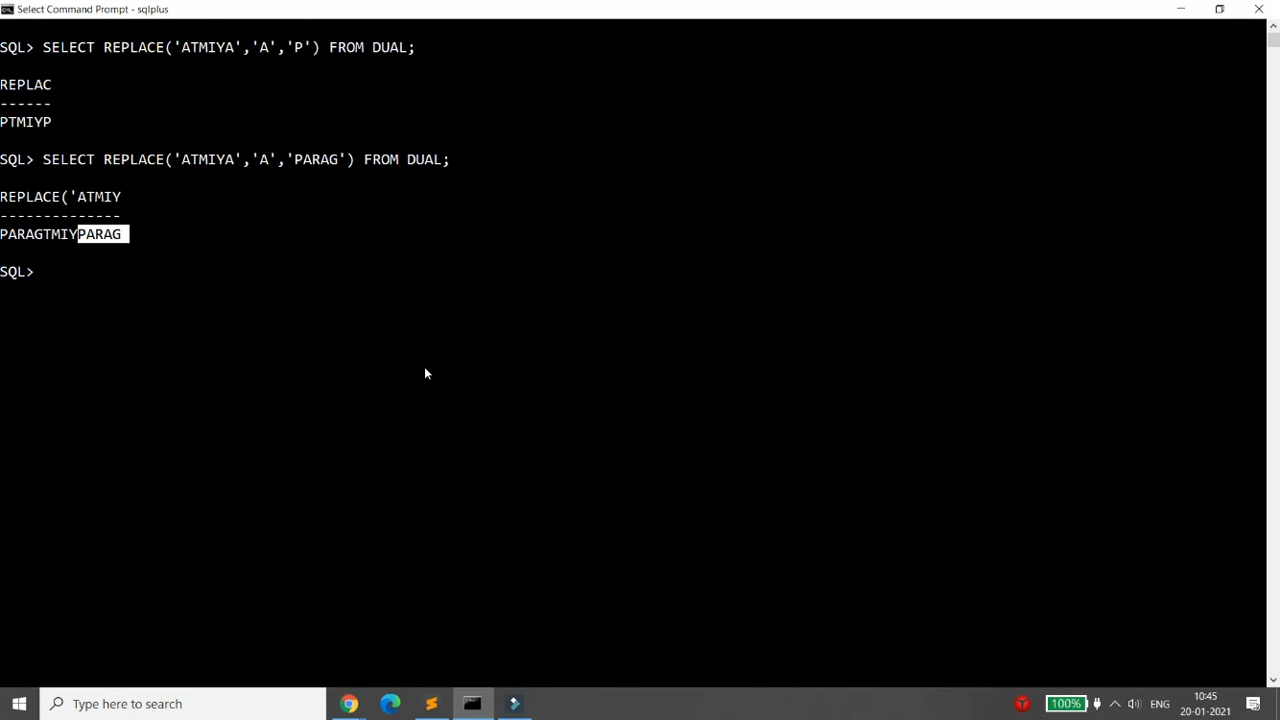 Select Command Prompt - sqlplus
SQL> SELECT REPLACE('ATMIYA','A','P') FROM DUAL;
REPLAC
------
PTMIYP
SQL> SELECT REPLACE('ATMIYA','A','PARAG') FROM DUAL;
REPLACE('ATMIY
--------------
PARAGTMIYPARAG
SQL>
Type here to search
100%
ENG
10:45
20-01-2021